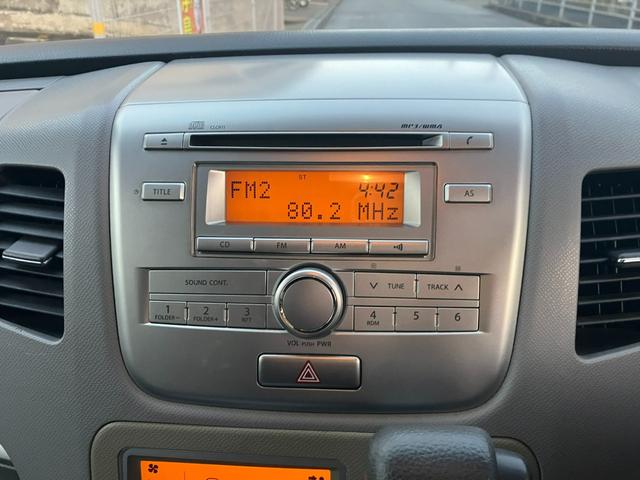 MP3/WMA
TITLE
ST
FM2 4:42
80.2 MHz
AS
CD FM AM
SOUND CONT.
TUNE TRACK
1 2 3 4 5 6
FOLDER- FOLDER+ RPT RDM
VOL PUSH PWR